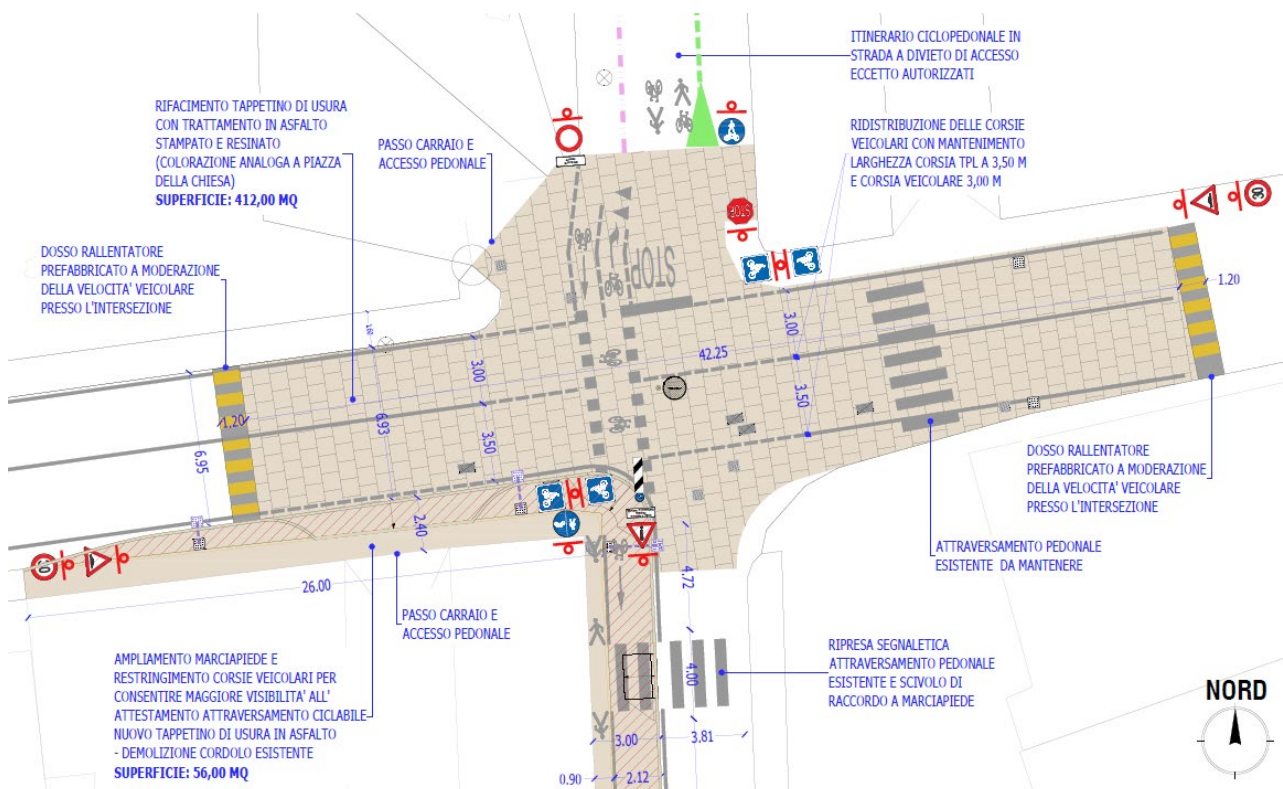 ITINERARIO CICLOPEDONALE IN
STRADA A DIVIETO DI ACCESSO
ECCETTO AUTORIZZATI
RIFACIMENTO TAPPETINO DI USURA
CON TRATTAMENTO IN ASFALTO
STAMPATO E RESINATO
(COLORAZIONE ANALOGA A PIAZZA
DELLA CHIESA)
SUPERFICIE: 412,00 MQ
PASSO CARRAIO E
ACCESSO PEDONALE
RIDISTRIBUZIONE DELLE CORSIE
VEICOLARI CON MANTENIMENTO
LARGHEZZA CORSIA TPL A 3,50 M
E CORSIA VEICOLARE 3,00 M
DOSSO RALLENTATORE
PREFABBRICATO A MODERAZIONE
DELLA VELOCITA' VEICOLARE
PRESSO L'INTERSEZIONE
STOP
STOP
30
1.20
3.00
42.25
3.00
3.50
6.93
1.20
3.50
6.95
2.40
DOSSO RALLENTATORE
PREFABBRICATO A MODERAZIONE
DELLA VELOCITA' VEICOLARE
PRESSO L'INTERSEZIONE
ATTRAVERSAMENTO PEDONALE
ESISTENTE DA MANTENERE
30
26.00
4.72
PASSO CARRAIO E
ACCESSO PEDONALE
AMPLIAMENTO MARCIAPIEDE E
RESTRINGIMENTO CORSIE VEICOLARI PER
CONSENTIRE MAGGIORE VISIBILITA' ALL'
ATTESTAMENTO ATTRAVERSAMENTO CICLABILE
NUOVO TAPPETINO DI USURA IN ASFALTO
- DEMOLIZIONE CORDOLO ESISTENTE
SUPERFICIE: 56,00 MQ
RIPRESA SEGNALETICA
ATTRAVERSAMENTO PEDONALE
ESISTENTE E SCIVOLO DI
RACCORDO A MARCIAPIEDE
4.00
3.00
3.81
0.90
2.12
NORD